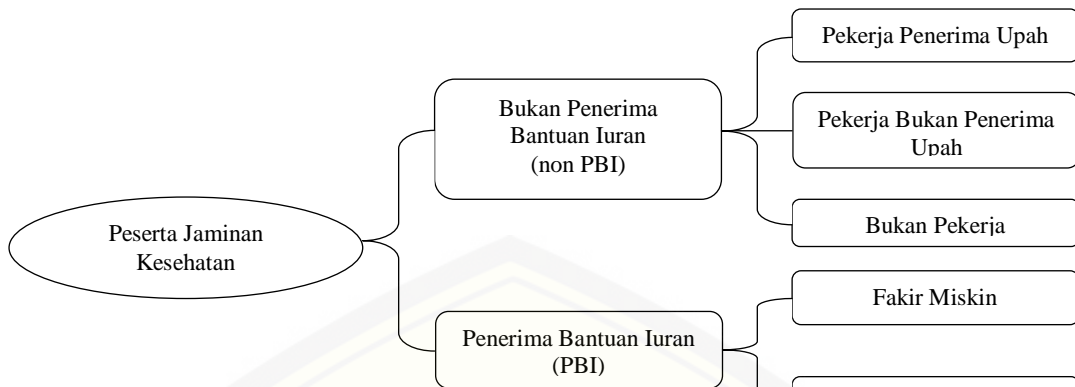 Peserta Jaminan
Kesehatan
Bukan Penerima
Bantuan Iuran
(non PBI)
Pekerja Penerima Upah
Pekerja Bukan Penerima
Upah
Bukan Pekerja
Penerima Bantuan Iuran
(PBI)
Fakir Miskin